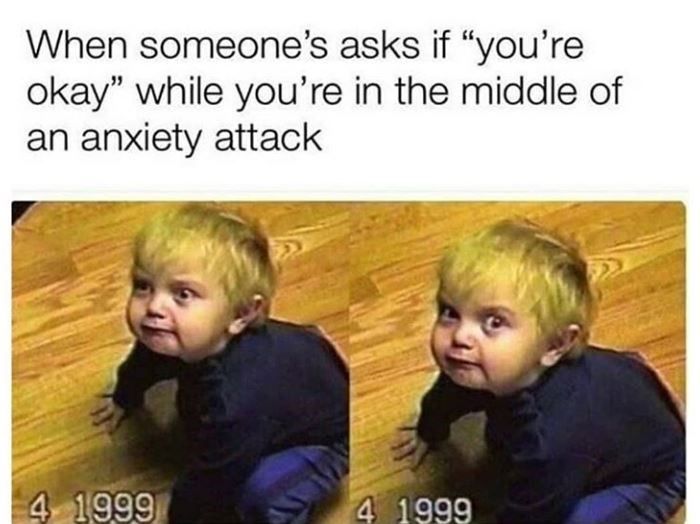 When someone's asks if “you're
okay” while you're in the middle of
an anxiety attack
4 1999
4 1999